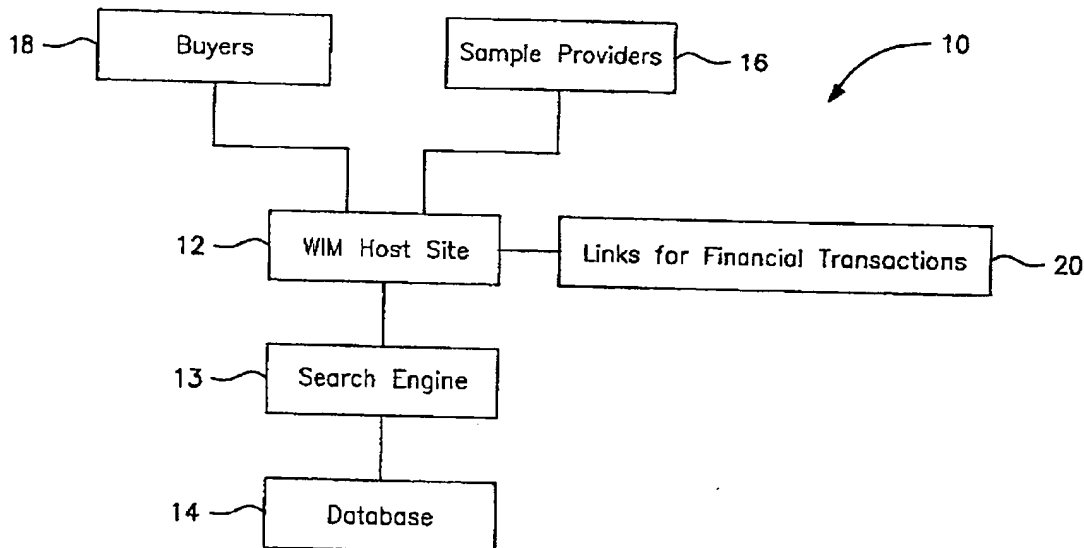 18
Buyers
Sample Providers
16
10
12
WIM Host Site
Links for Financial Transactions
20
13
Search Engine
14
Database